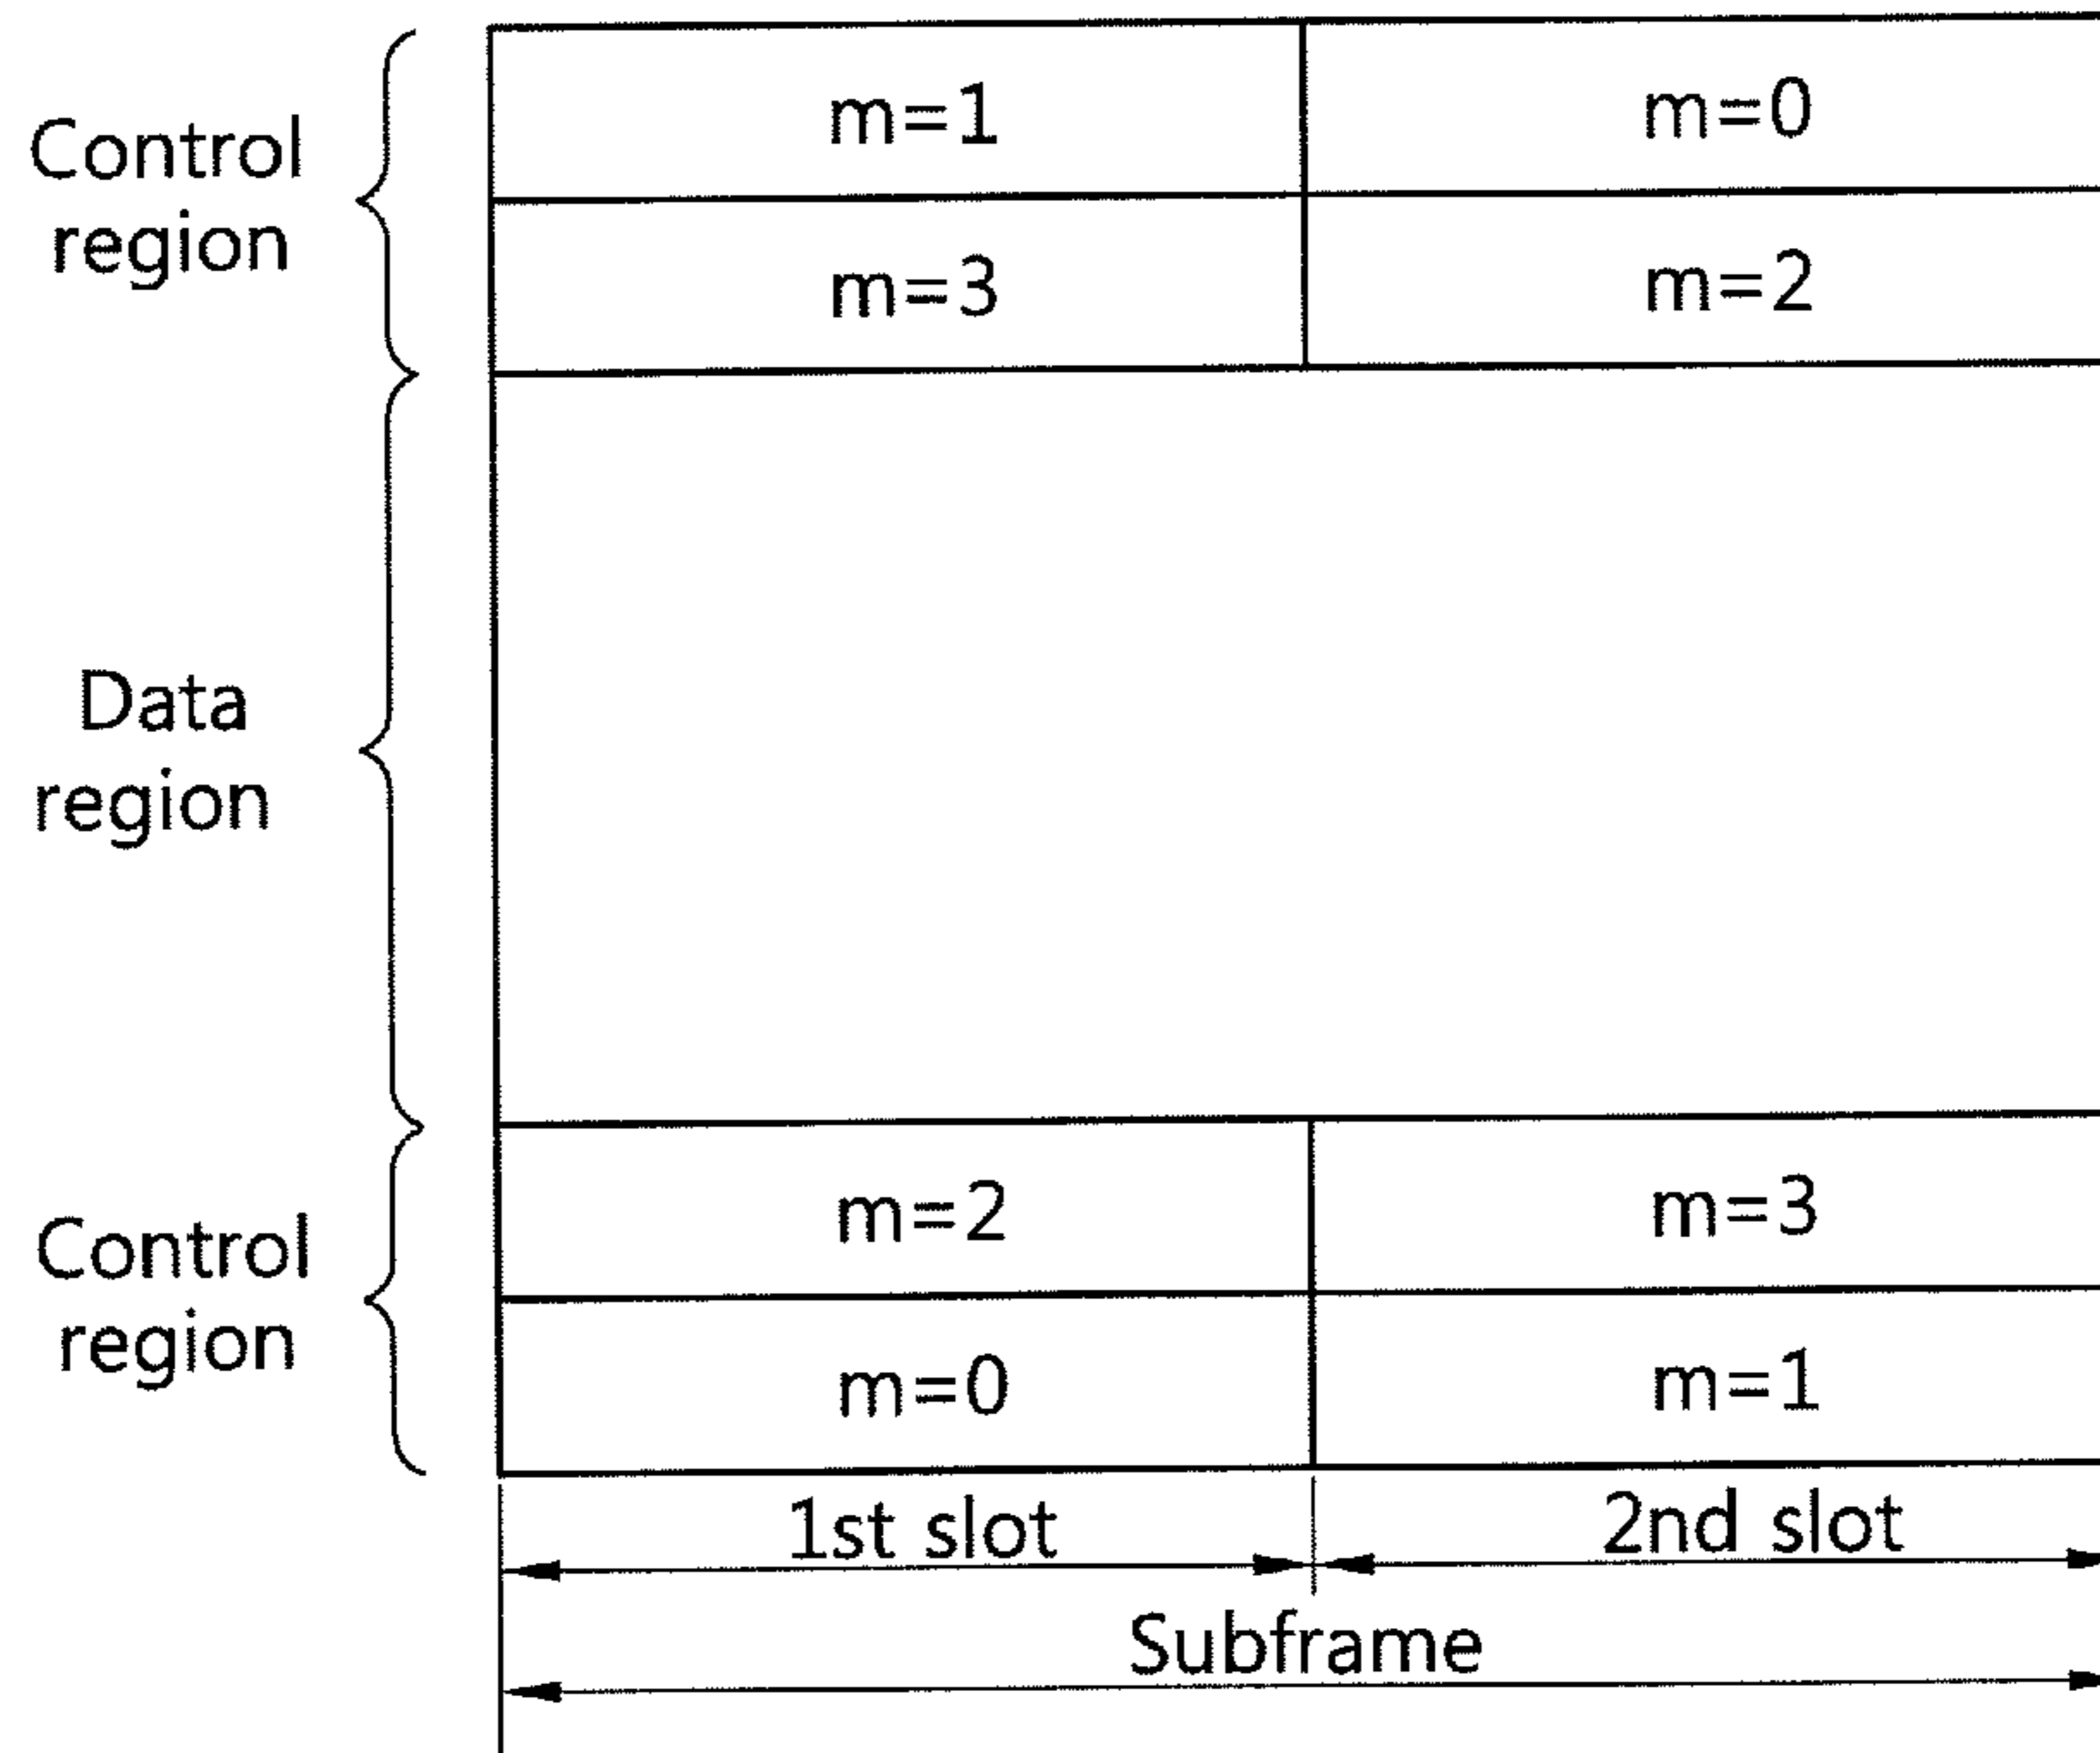 m=1
m=0
Control
region
m=3
m=2
Data
region
m=2
m=3
Control
region
m=0
m=1
1st slot
2nd slot
Subframe